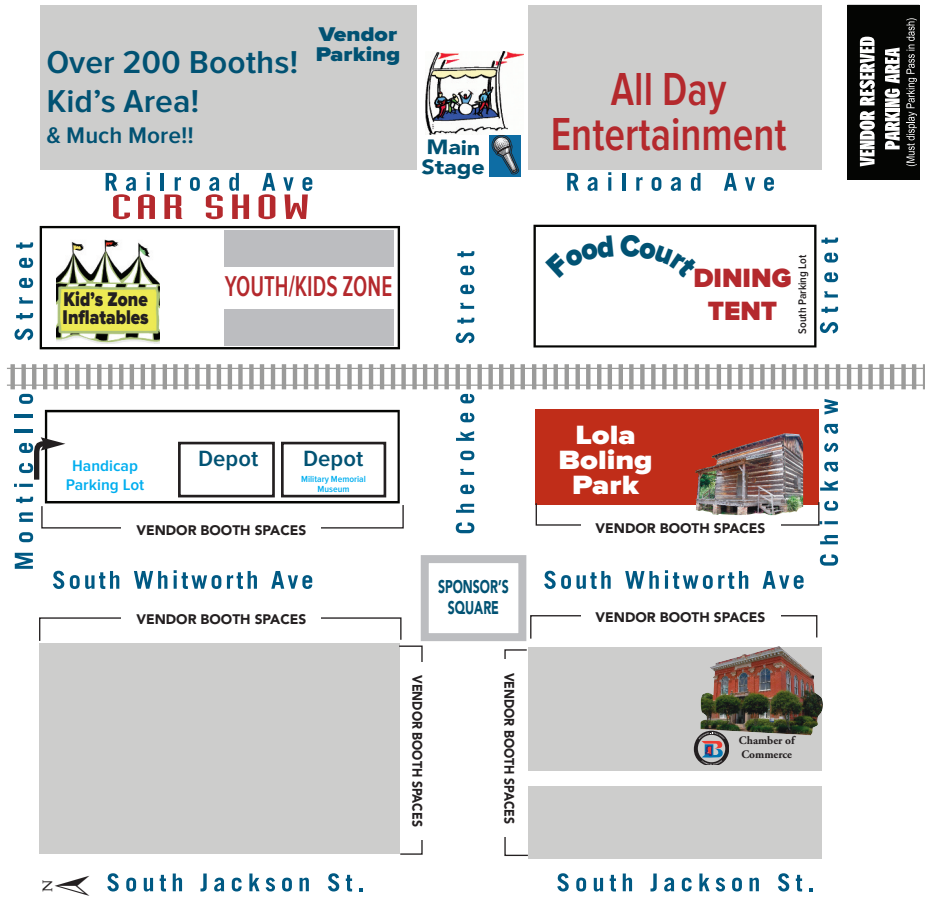 Over 200 Booths!
Kid's Area!
& Much More!!
Vendor
Parking
Main
Stage
All Day
Entertainment
VENDOR RESERVED
PARKING AREA
(Must display Parking Pass in dash)
Railroad Ave
Railroad Ave
CAR SHOW
Street
Kid's Zone
Inflatables
YOUTH/KIDS ZONE
Street
Food Court
DINING
TENT
South Parking Lot
Street
Monticello
Handicap
Parking Lot
Depot
Depot
Military Memorial
Museum
Cherokee
Lola
Boling
Park
Chickasaw
VENDOR BOOTH SPACES
VENDOR BOOTH SPACES
South Whitworth Ave
SPONSOR'S
SQUARE
South Whitworth Ave
VENDOR BOOTH SPACES
VENDOR BOOTH SPACES
VENDOR BOOTH SPACES
VENDOR BOOTH SPACES
B
Chamber of
Commerce
N
South Jackson St.
South Jackson St.